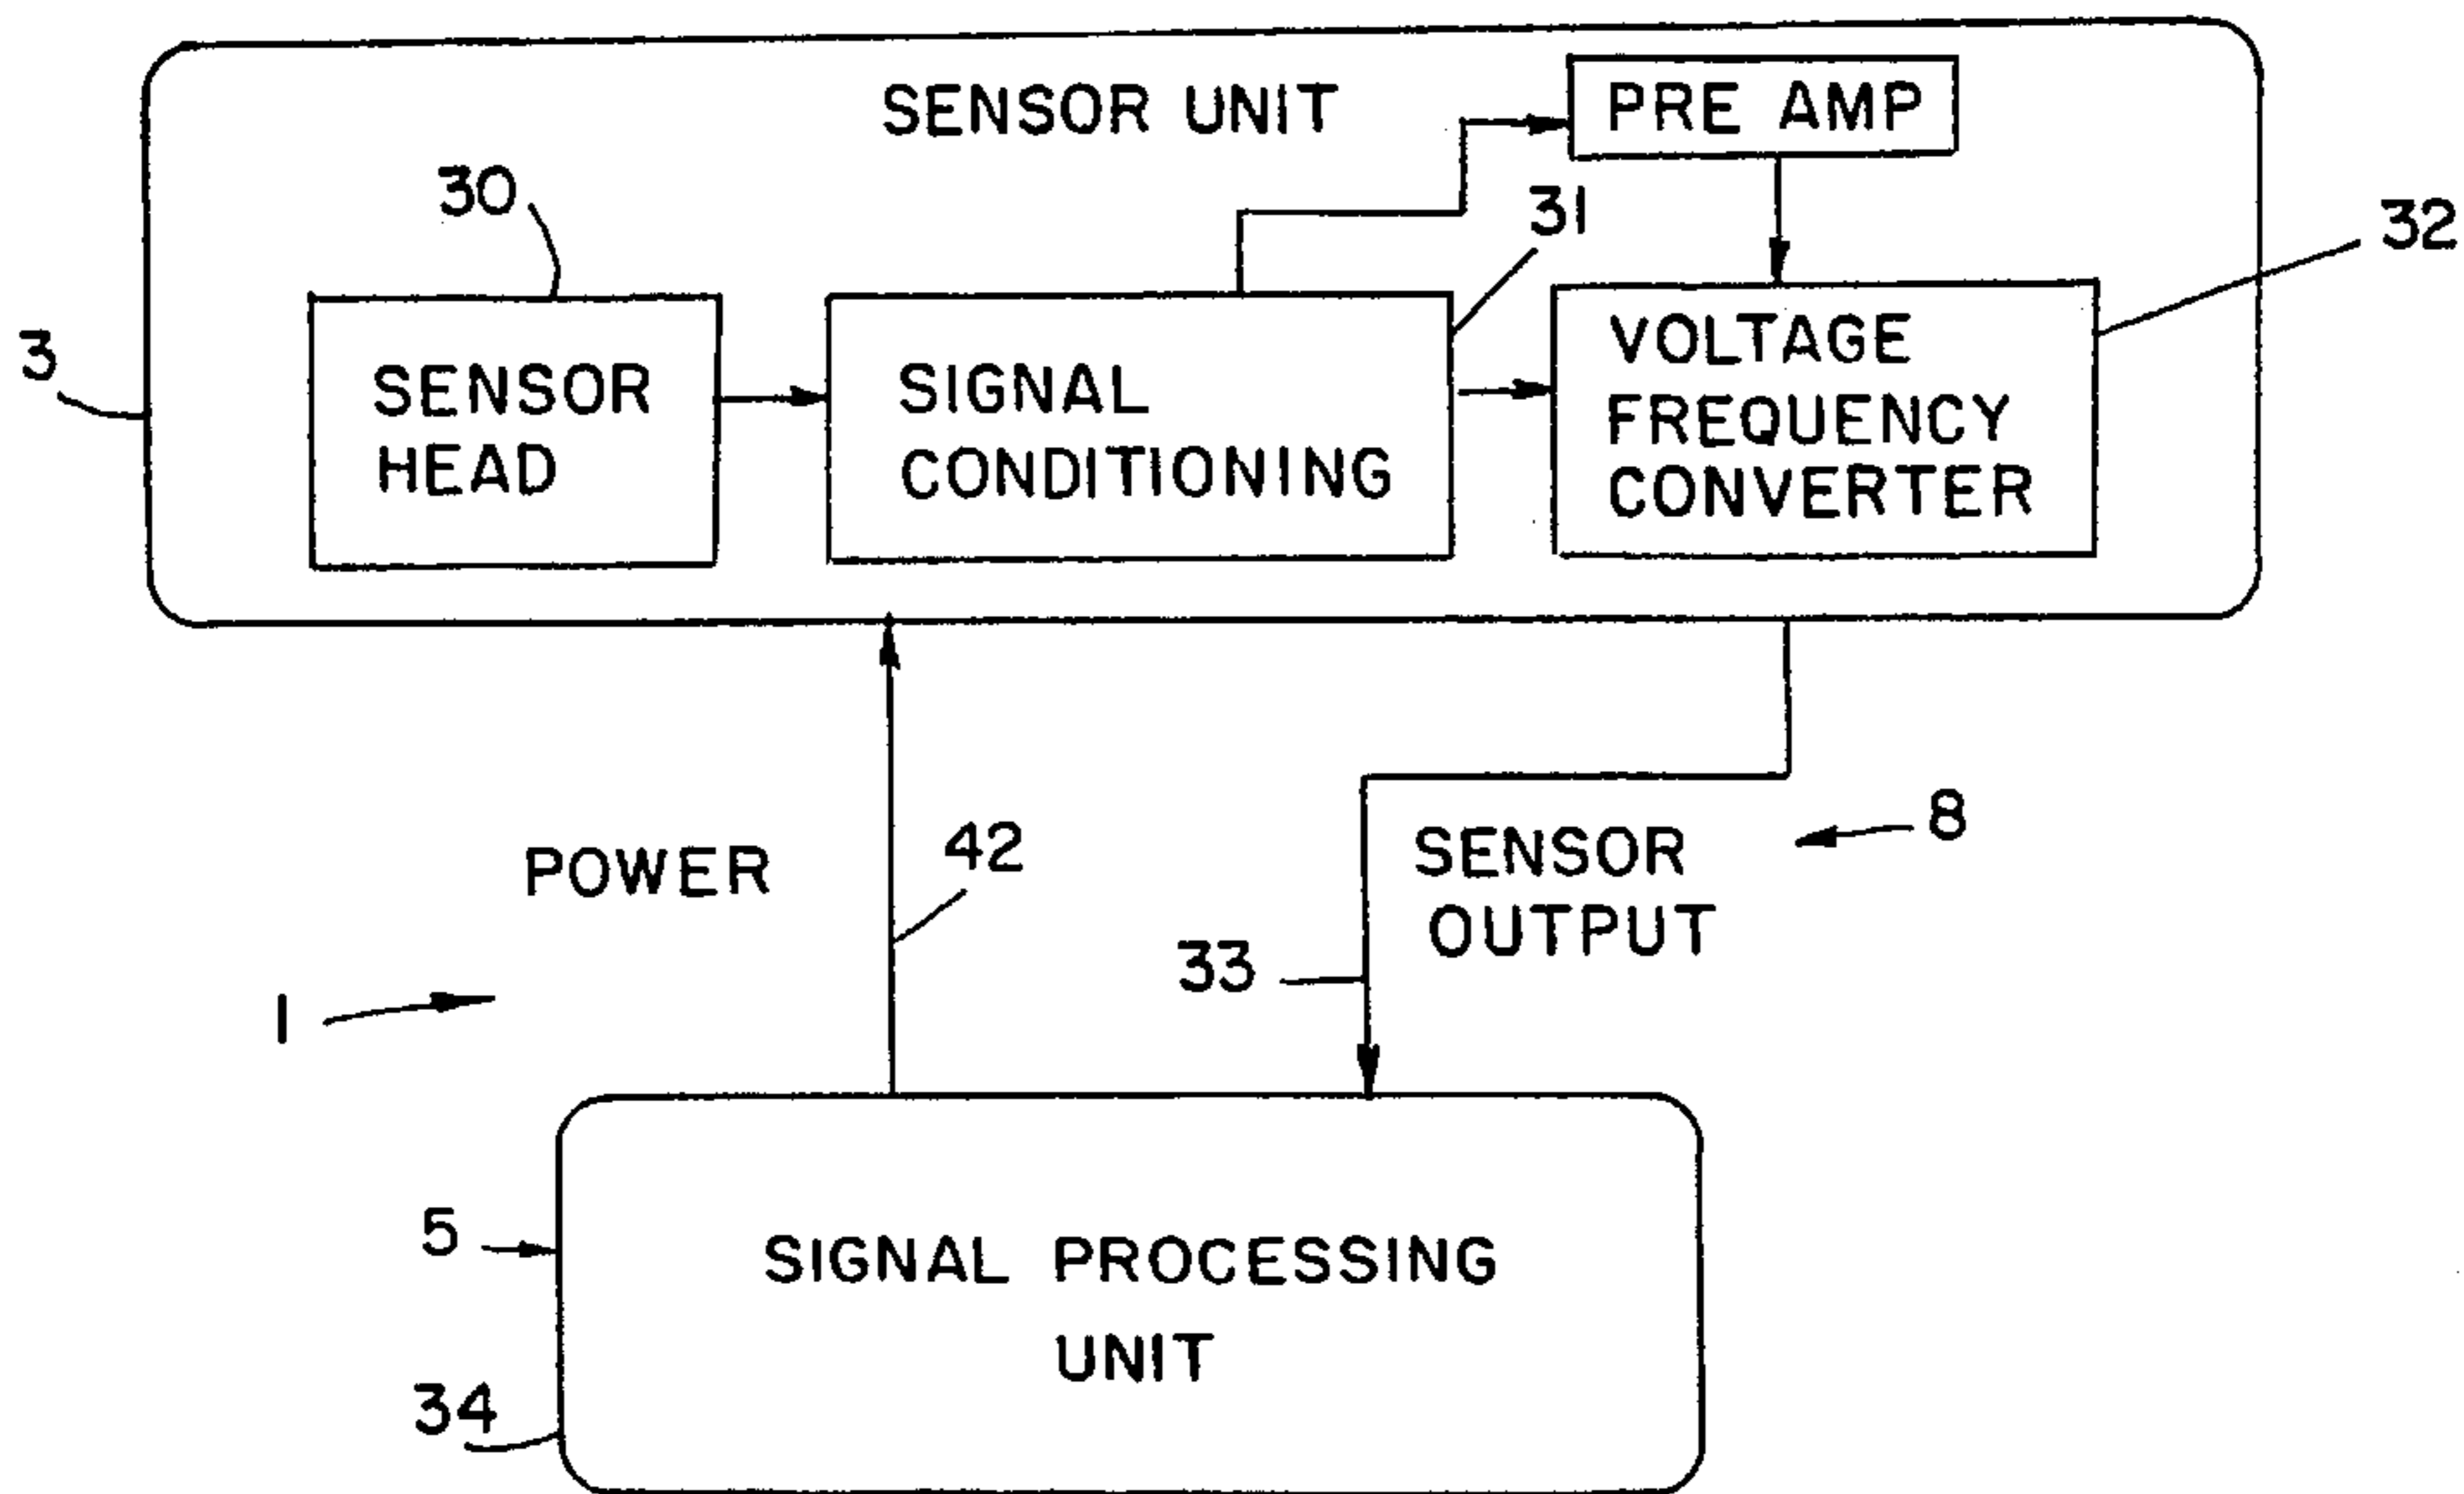 SENSOR UNIT
PRE AMP
30
31
32
3
SENSOR
HEAD
SIGNAL
CONDITIONING
VOLTAGE
FREQUENCY
CONVERTER
POWER
42
SENSOR
OUTPUT
8
33
1
5
SIGNAL PROCESSING
UNIT
34